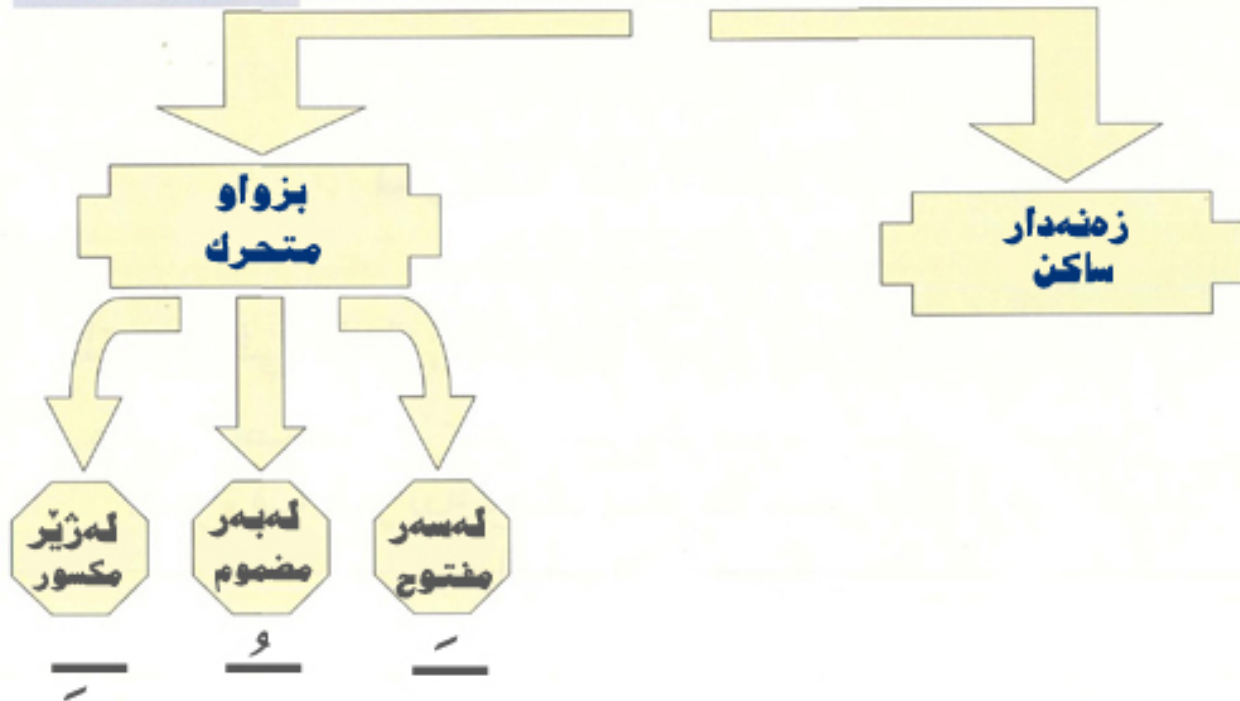 زەنەدار
ساكن
بزواو
متحرك
لەسەر
مفتوح
لەبەر
مضموم
لەژێر
مكسور
ـَ
ـُ
ـِ